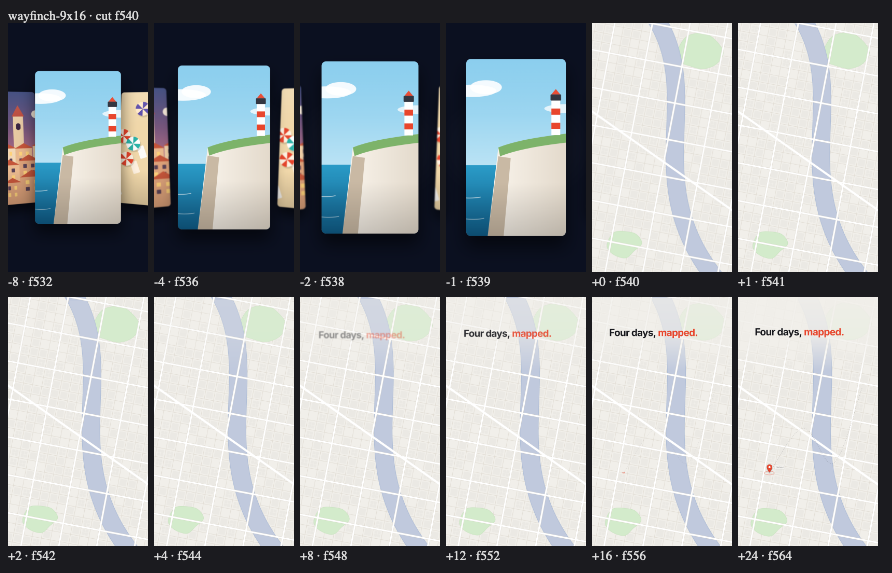 wayfinch-9x16 · cut f540
-8 · f532
-4 · f536
-2 · f538
-1 · f539
+0 · f540
+1 · f541
Four days, mapped.
Four days, mapped.
Four days, mapped.
Four days, mapped.
+2 · f542
+4 · f544
+8 · f548
+12 · f552
+16 · f556
+24 · f564